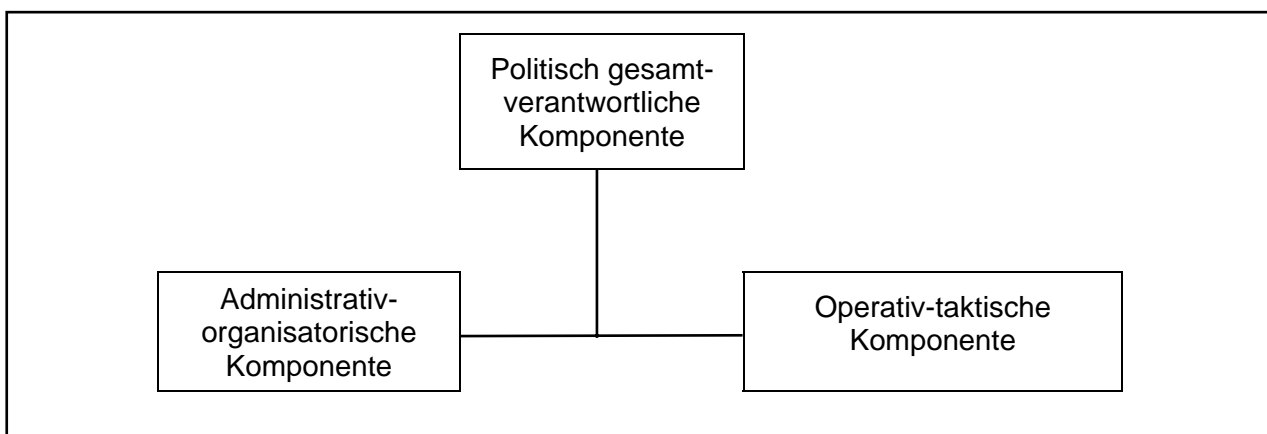 Politisch gesamt-
verantwortliche
Komponente
Administrativ-
organisatorische
Komponente
Operativ-taktische
Komponente